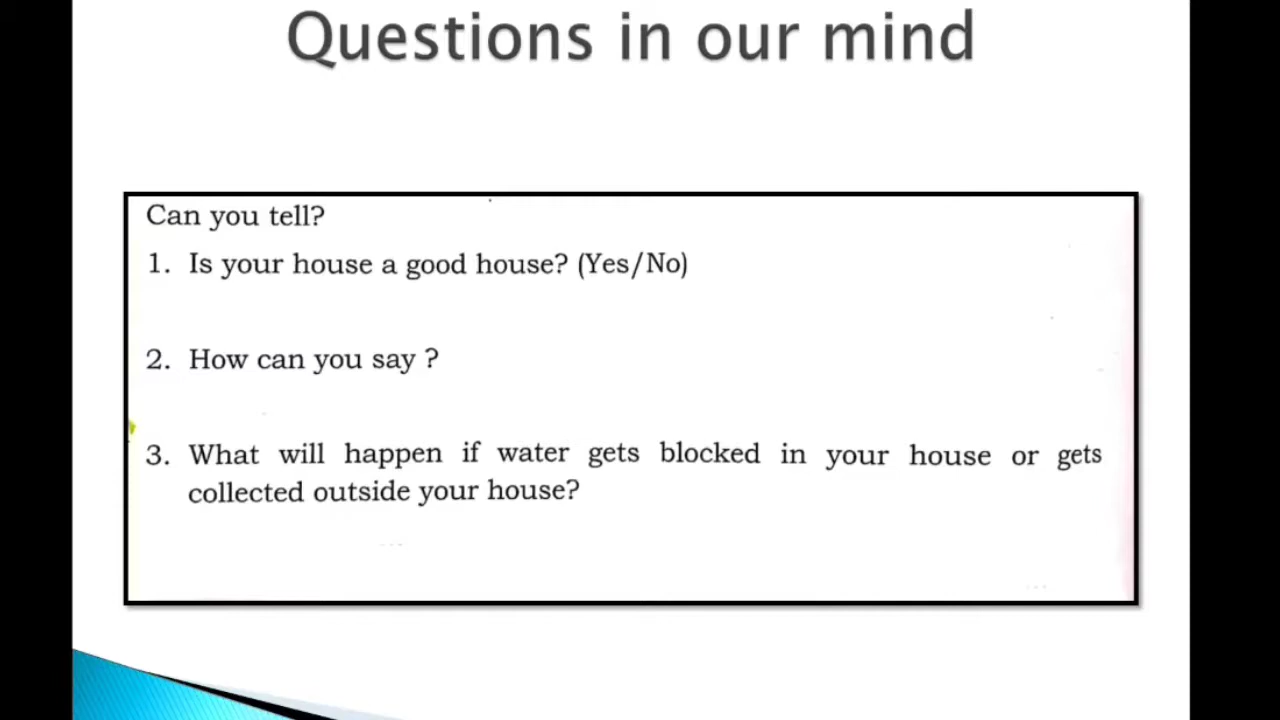 Questions in our mind
Can you tell?
1. Is your house a good house? (Yes/No)
2. How can you say ?
3. What will happen if water gets blocked in your house or gets
collected outside your house?